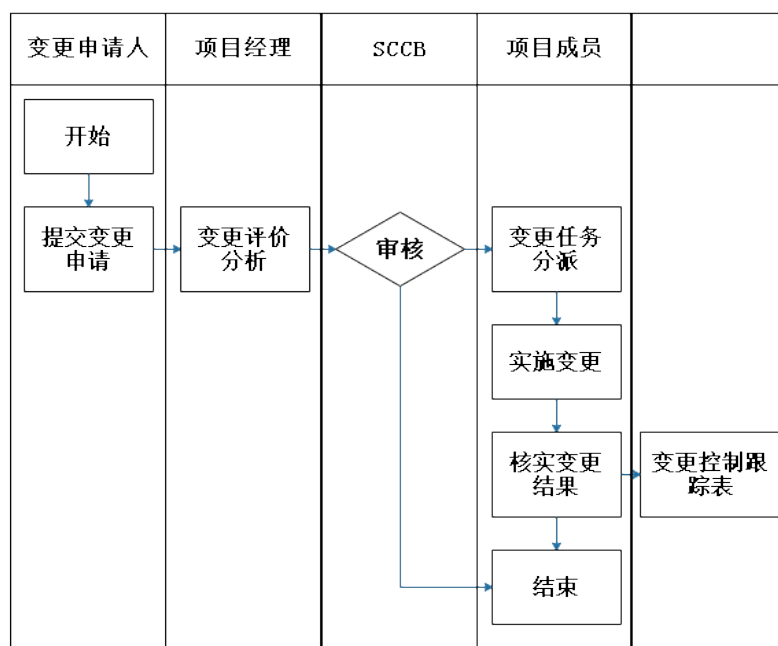 变更申请人
项目经理
SCCB
项目成员
开始
提交变更
申请
变更评价
分析
审核
变更任务
分派
实施变更
核实变更
结果
变更控制跟
踪表
结束